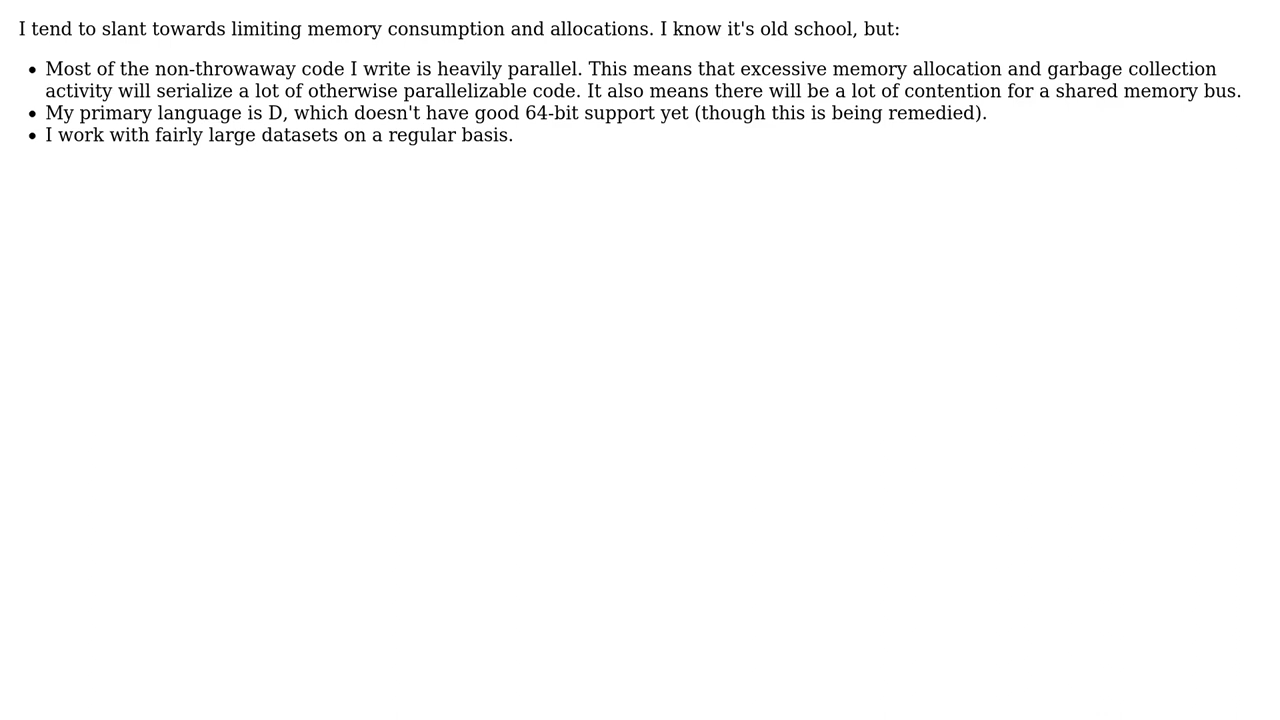 I tend to slant towards limiting memory consumption and allocations. I know it's old school, but:
• Most of the non-throwaway code I write is heavily parallel. This means that excessive memory allocation and garbage collection
activity will serialize a lot of otherwise parallelizable code. It also means there will be a lot of contention for a shared memory bus.
• My primary language is D, which doesn't have good 64-bit support yet (though this is being remedied).
• I work with fairly large datasets on a regular basis.